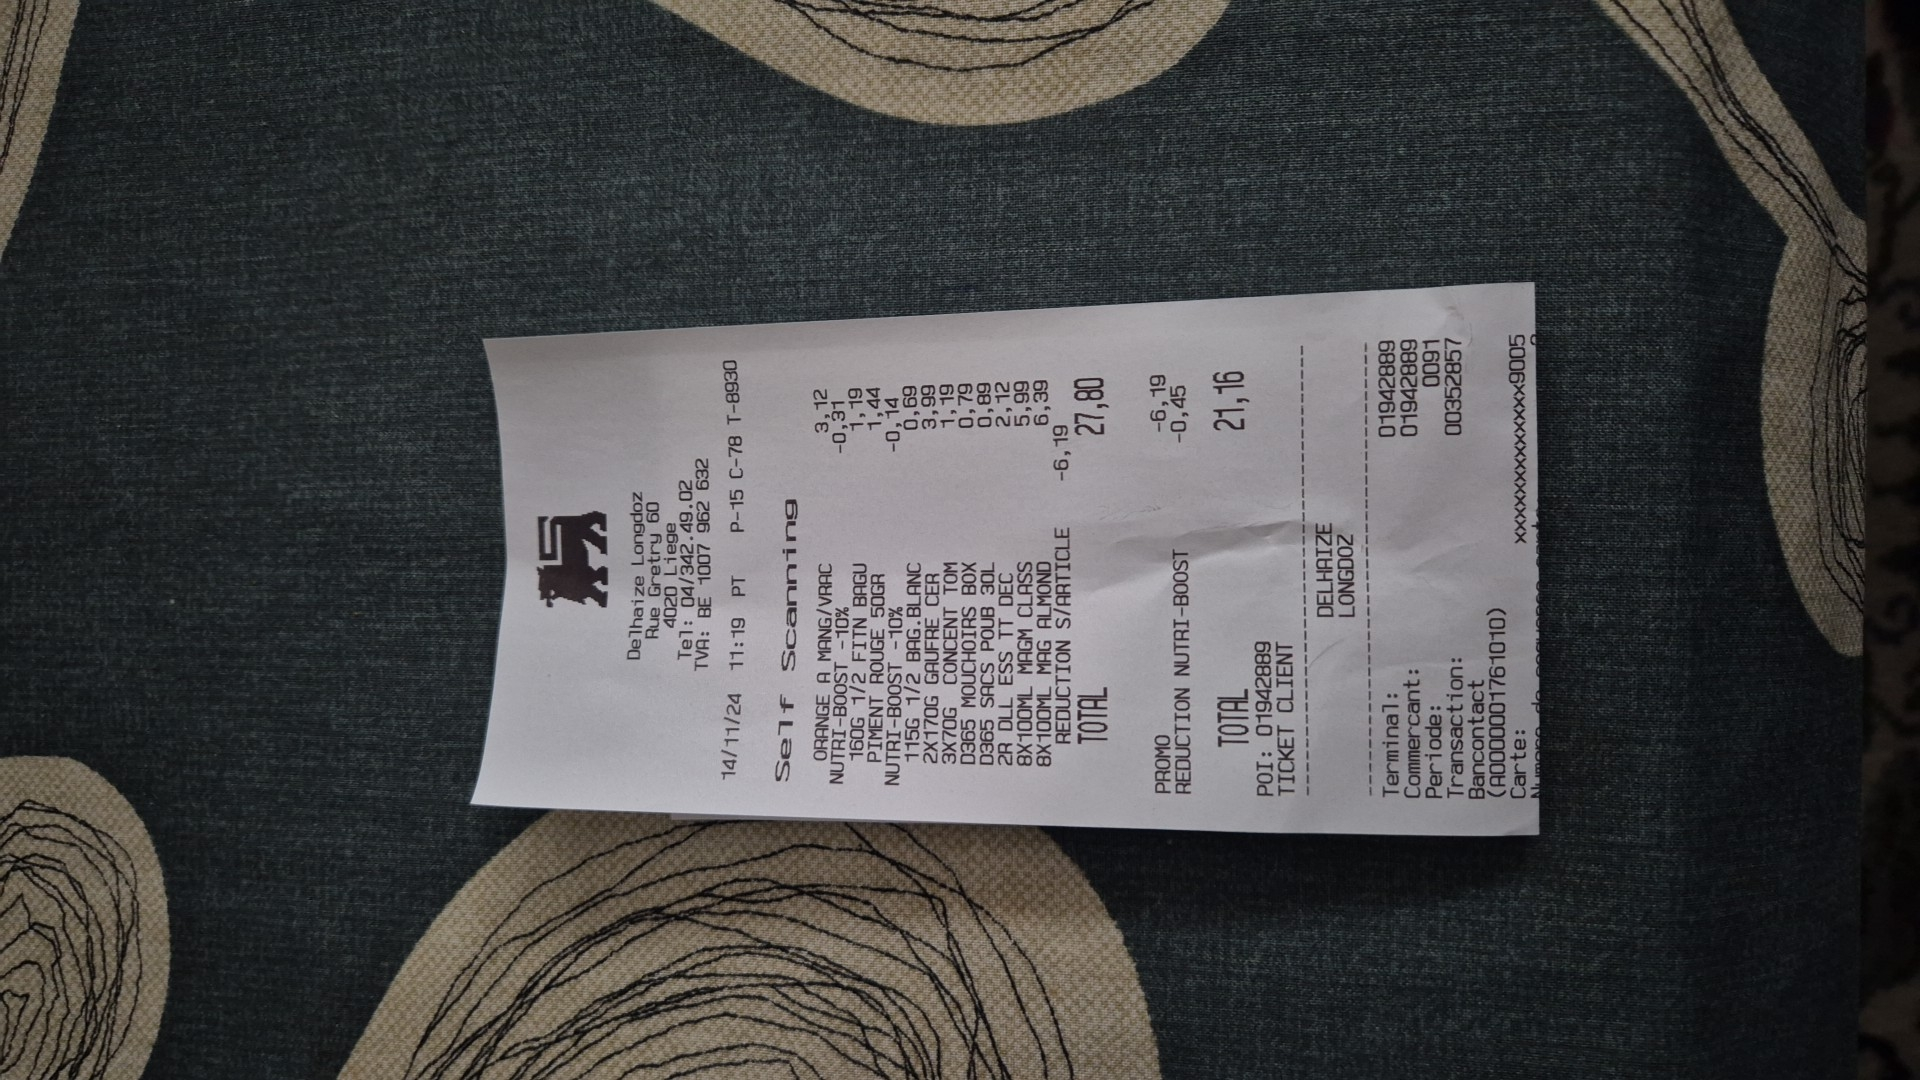 Delhaize Longdoz
Rue Gretry 60
4020 Liege
Tel: 04/342.49.02
TVA: BE 1007 962 632
14/11/24 11:19 PT P-15 C-78 T-8930
Self Scanning
ORANGE A MANG/VRAC 3,12
NUTRI-BOOST -10% -0,31
160G 1/2 FITN BAGU 1,19
PIMENT ROUGE 50GR 1,44
NUTRI-BOOST -10% -0,14
115G 1/2 BAG.BLANC 0,69
2X170G GAUFRE CER 3,99
3X70G CONCENT TOM 1,19
D365 MOUCHOIRS BOX 0,79
D365 SACS POUB 30L 0,89
2R DLL ESS TT DEC 2,12
8X100ML MAGM CLASS 5,99
8X100ML MAG ALMOND 6,39
REDUCTION S/ARTICLE -6,19
TOTAL 27,80
PROMO -6,19
REDUCTION NUTRI-BOOST -0,45
TOTAL 21,16
POI: 01942889
TICKET CLIENT
DELHAIZE
LONGDOZ
Terminal: 01942889
Commercant: 01942889
Periode: 0091
Transaction: 00352857
Bancontact
(A0000001761010)
Carte: xxxxxxxxxxxxxxx9005